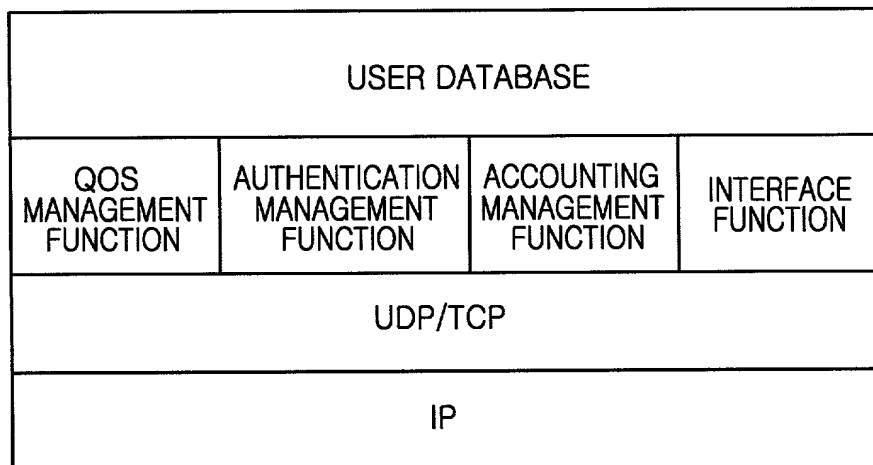 USER DATABASE
QOS
MANAGEMENT
FUNCTION
AUTHENTICATION
MANAGEMENT
FUNCTION
ACCOUNTING
MANAGEMENT
FUNCTION
INTERFACE
FUNCTION
UDP/TCP
IP